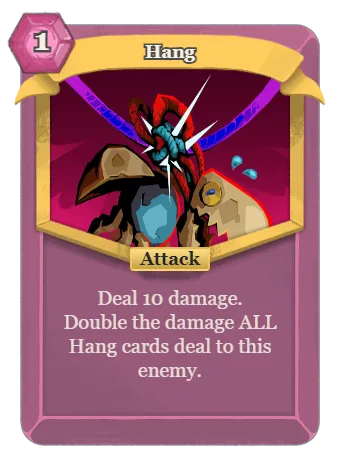 1
Hang
Attack
Deal 10 damage.
Double the damage ALL
Hang cards deal to this
enemy.